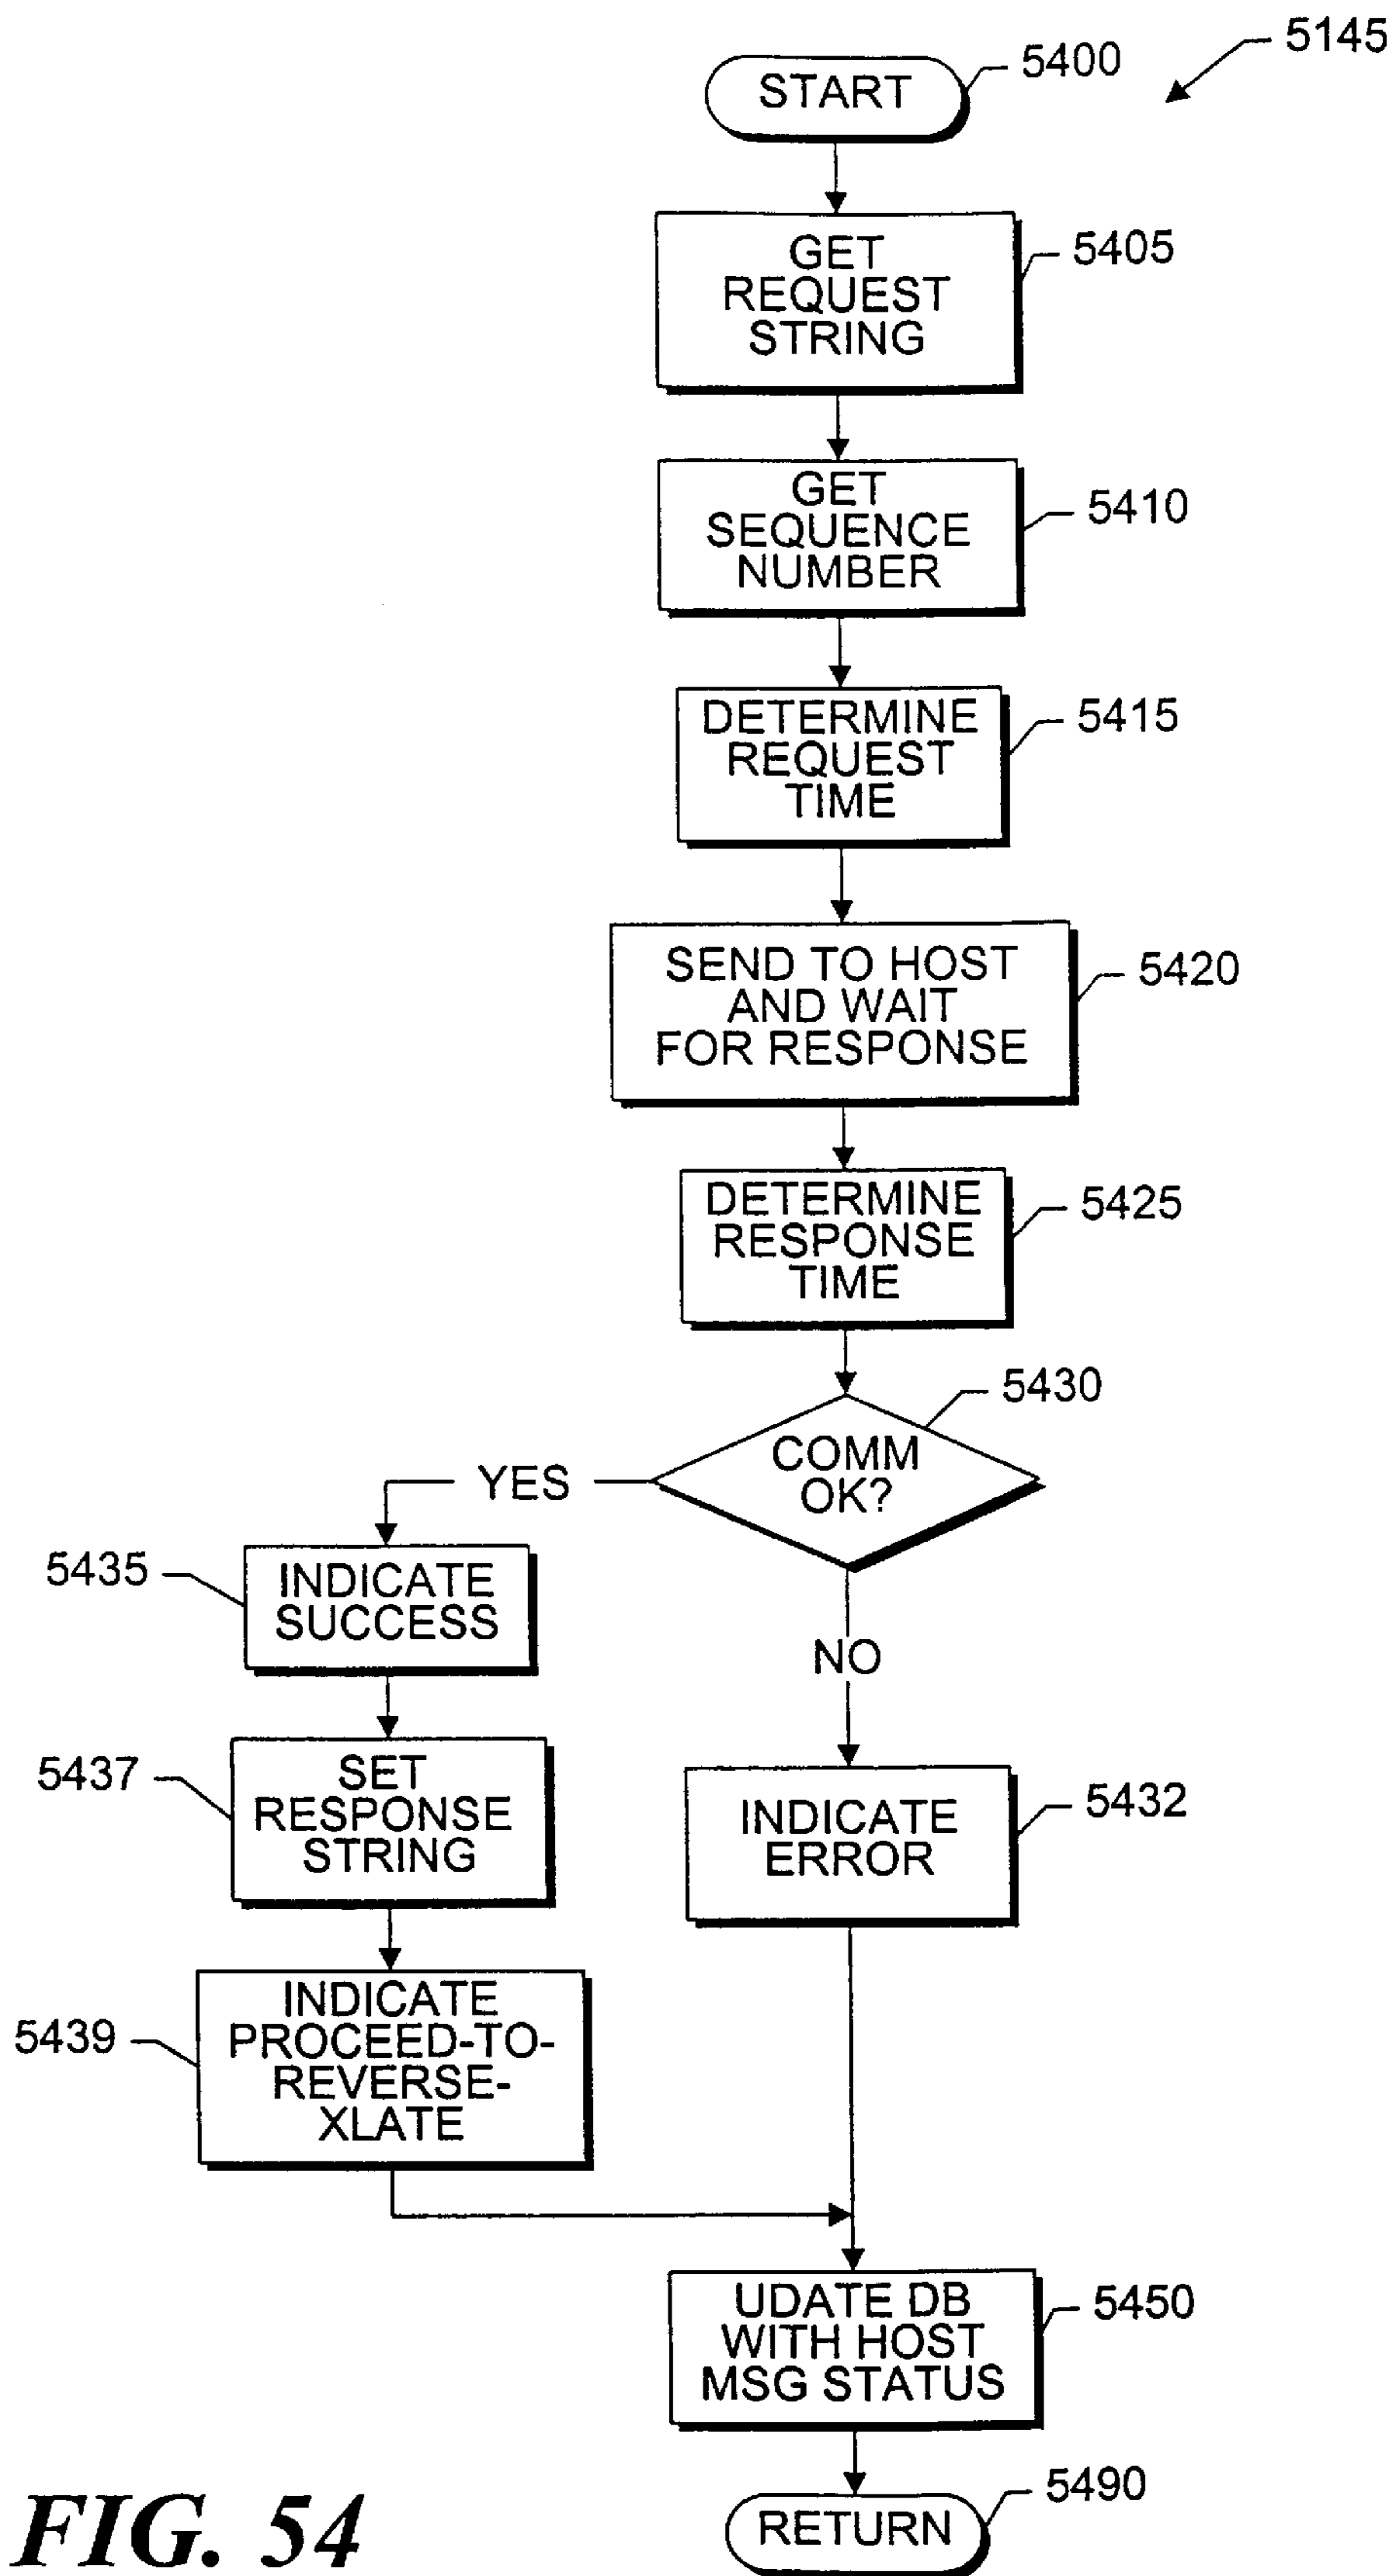 5145
START
5400
GET
REQUEST
STRING
5405
GET
SEQUENCE
NUMBER
5410
DETERMINE
REQUEST
TIME
5415
SEND TO HOST
AND WAIT
FOR RESPONSE
5420
DETERMINE
RESPONSE
TIME
5425
COMM
OK?
5430
YES
NO
5435
INDICATE
SUCCESS
5437
SET
RESPONSE
STRING
5439
INDICATE
PROCEED-TO-
REVERSE-
XLATE
INDICATE
ERROR
5432
UDATE DB
WITH HOST
MSG STATUS
5450
RETURN
5490
FIG. 54